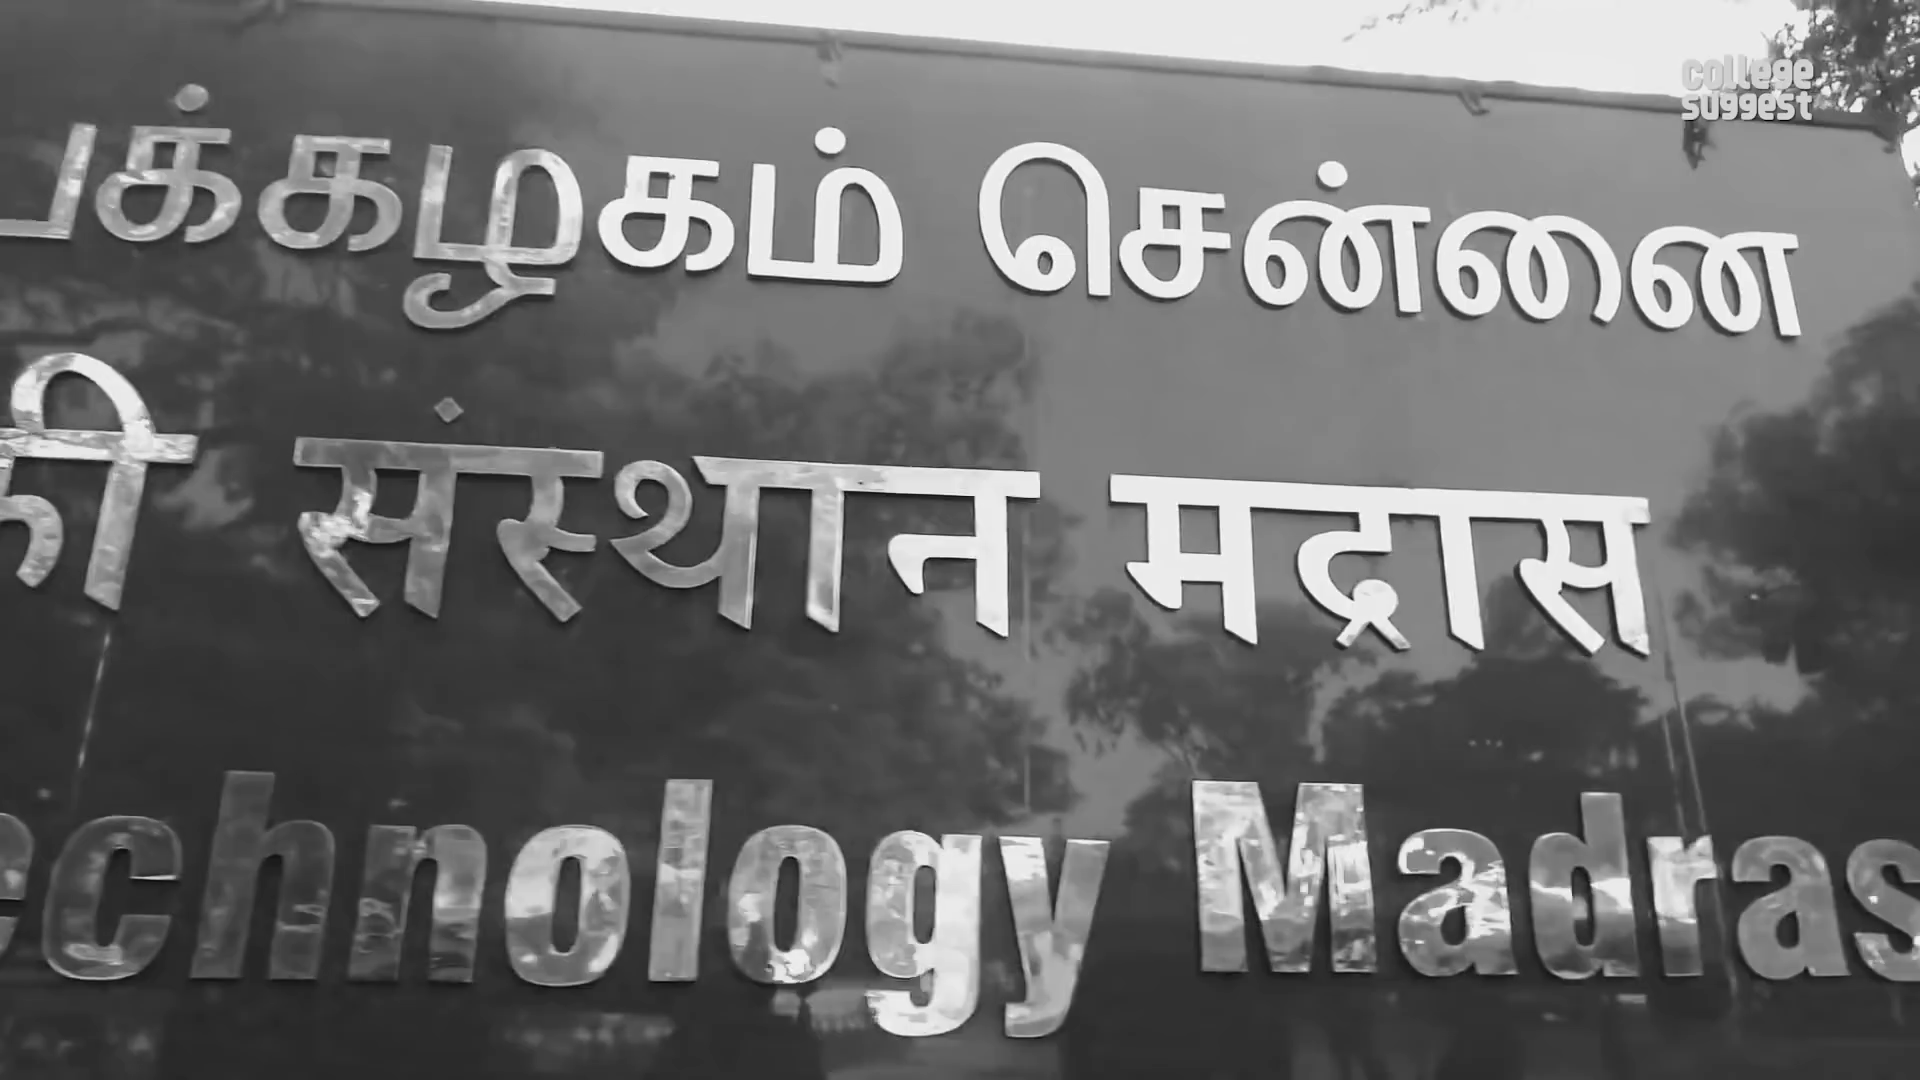 college
suggest
பக்கழகம் சென்னை
की संस्थान मद्रास
echnology Madras